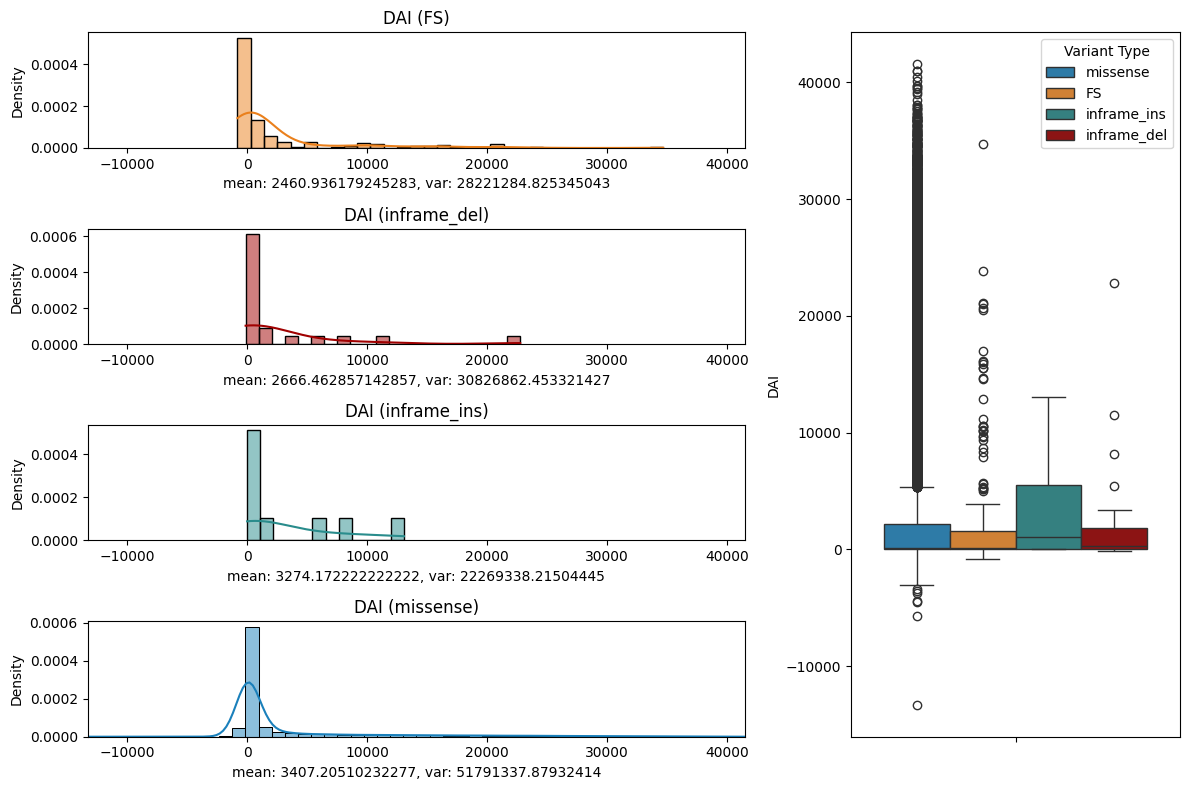 DAI (FS)
Density
0.0004
0.0002
0.0000
−10000 0 10000 20000 30000 40000
mean: 2460.936179245283, var: 28221284.825345043
DAI (inframe_del)
Density
0.0006
0.0004
0.0002
0.0000
−10000 0 10000 20000 30000 40000
mean: 2666.462857142857, var: 30826862.453321427
DAI (inframe_ins)
Density
0.0004
0.0002
0.0000
−10000 0 10000 20000 30000 40000
mean: 3274.172222222222, var: 22269338.21504445
DAI (missense)
Density
0.0006
0.0004
0.0002
0.0000
−10000 0 10000 20000 30000 40000
mean: 3407.20510232277, var: 51791337.87932414
DAI
40000
30000
20000
10000
0
−10000
Variant Type
missense
FS
inframe_ins
inframe_del